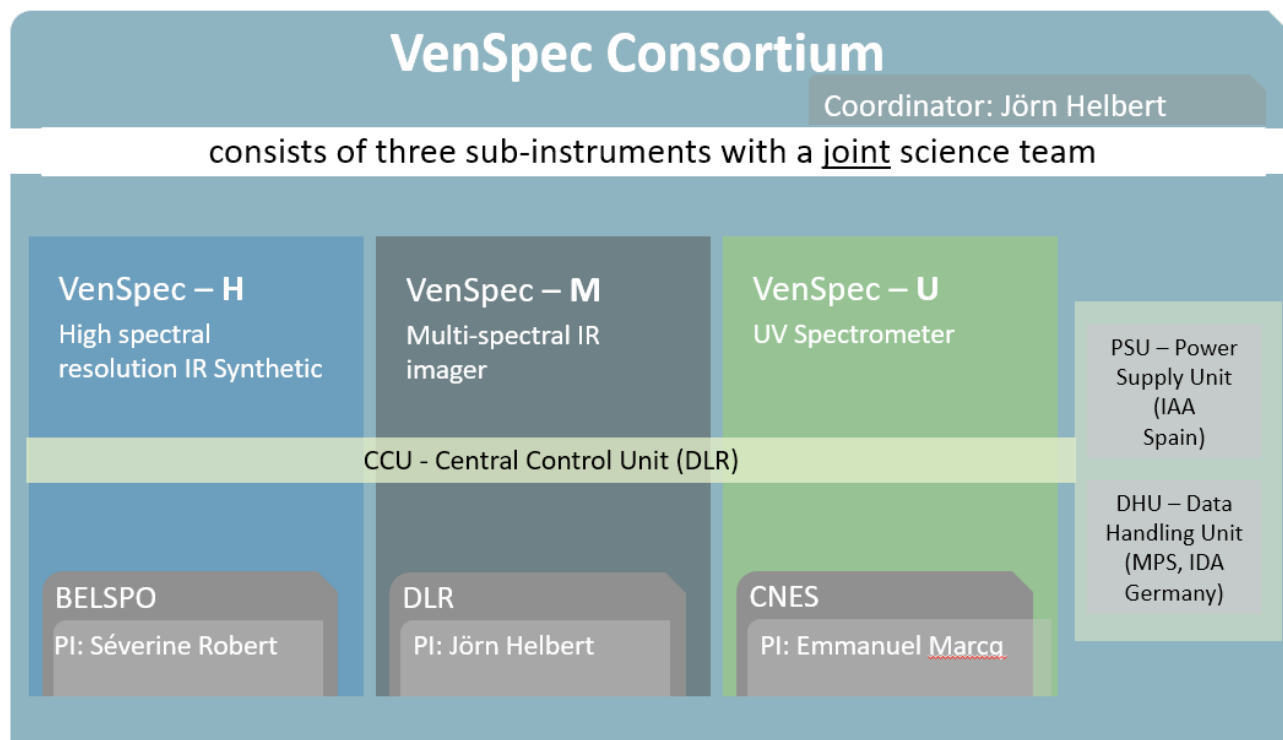 VenSpec Consortium
Coordinator: Jörn Helbert
consists of three sub-instruments with a joint science team
VenSpec – H
High spectral
resolution IR Synthetic
VenSpec – M
Multi-spectral IR
imager
VenSpec – U
UV Spectrometer
PSU – Power
Supply Unit
(IAA
Spain)
CCU - Central Control Unit (DLR)
DHU – Data
Handling Unit
(MPS, IDA
Germany)
BELSPO
PI: Séverine Robert
DLR
PI: Jörn Helbert
CNES
PI: Emmanuel Marcq